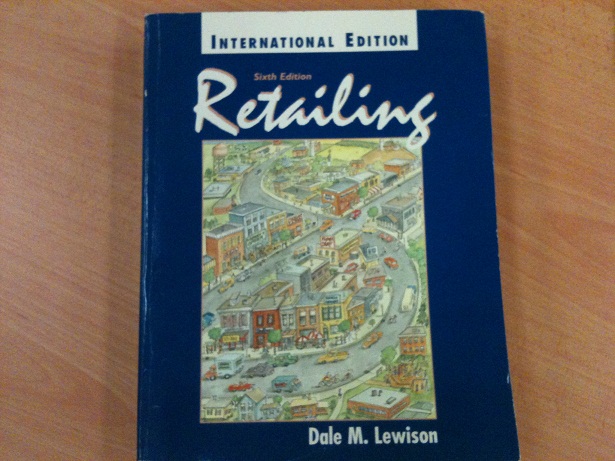 INTERNATIONAL EDITION
Sixth Edition
Retailing
Dale M. Lewison